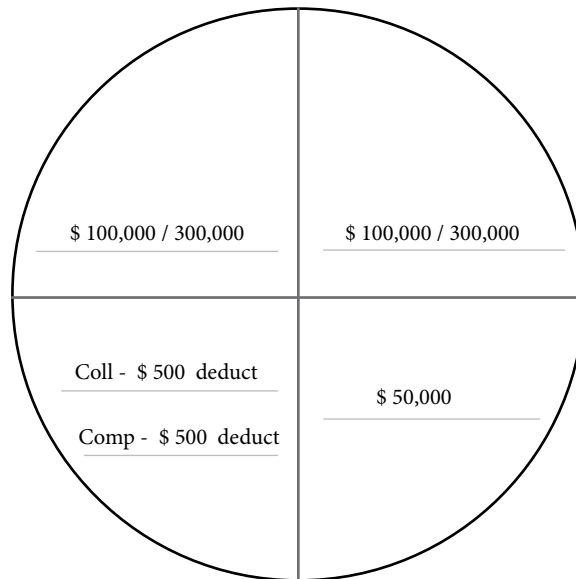 $ 100,000 / 300,000
$ 100,000 / 300,000
Coll - $ 500 deduct
Comp - $ 500 deduct
$ 50,000